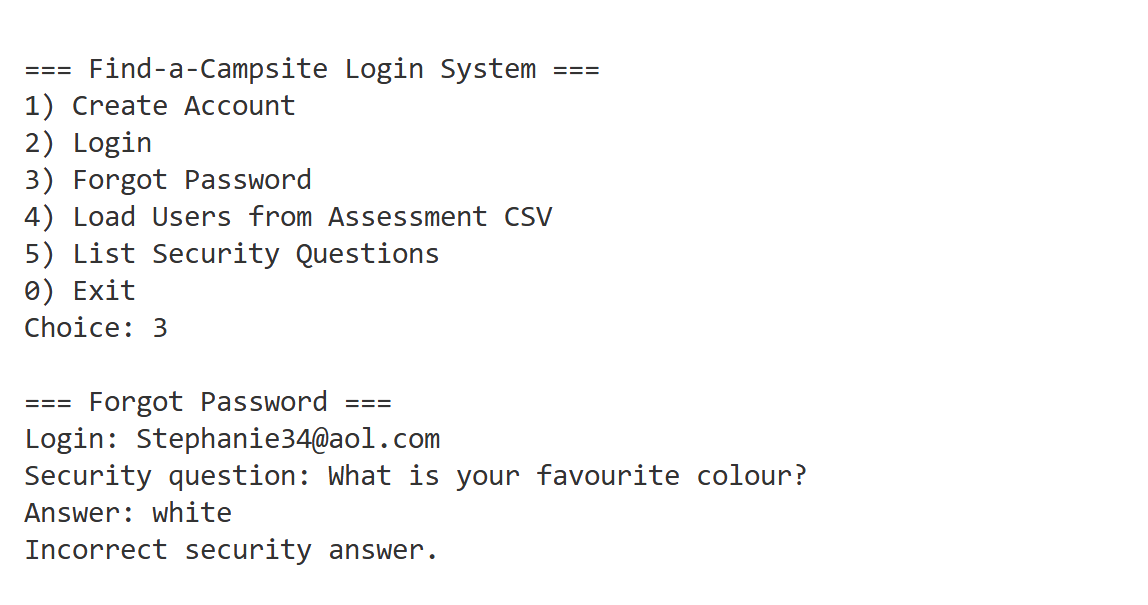 === Find-a-Campsite Login System ===
1) Create Account
2) Login
3) Forgot Password
4) Load Users from Assessment CSV
5) List Security Questions
0) Exit
Choice: 3
=== Forgot Password ===
Login: Stephanie34@aol.com
Security question: What is your favourite colour?
Answer: white
Incorrect security answer.